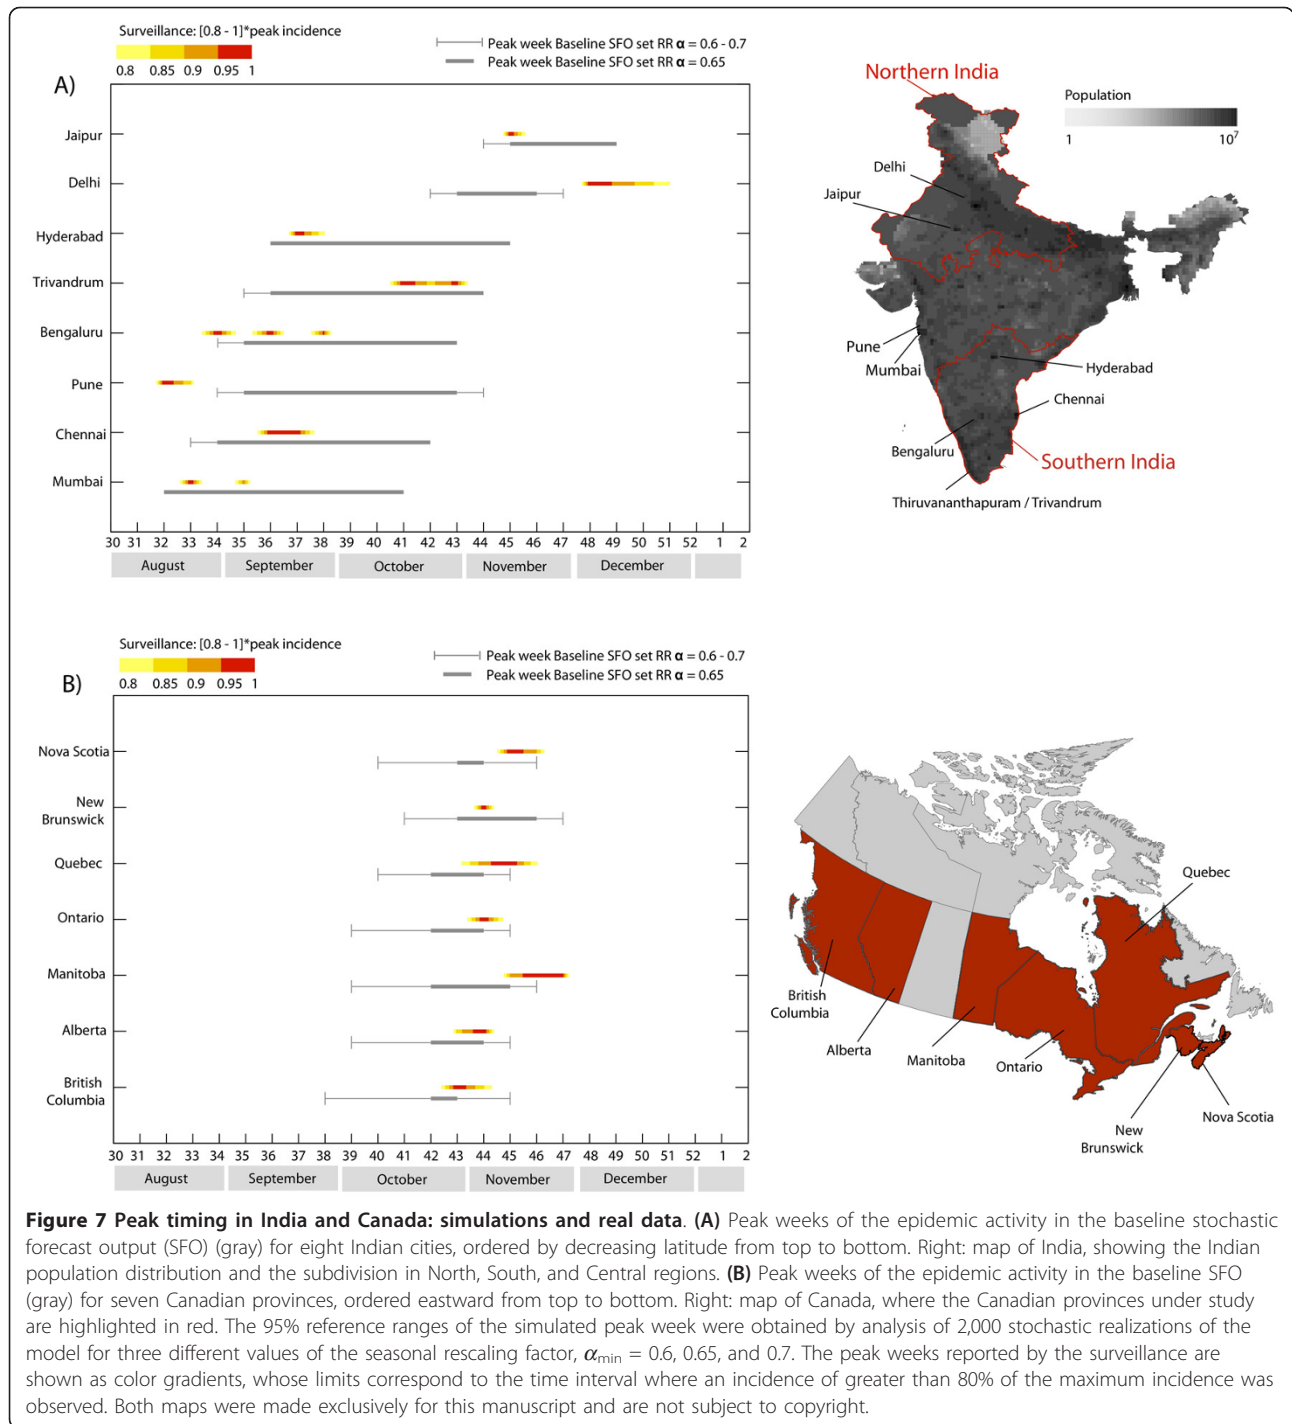 Surveillance: [0.8 - 1]*peak incidence
0.8 0.85 0.9 0.95 1
Peak week Baseline SFO set RR α = 0.6 - 0.7
Peak week Baseline SFO set RR α = 0.65
A)
Jaipur
Delhi
Hyderabad
Trivandrum
Bengaluru
Pune
Chennai
Mumbai
30 31 32 33 34 35 36 37 38 39 40 41 42 43 44 45 46 47 48 49 50 51 52 1 2
August September October November December
Northern India
Population
1 10⁷
Delhi
Jaipur
Pune
Mumbai
Hyderabad
Chennai
Bengaluru
Southern India
Thiruvananthapuram / Trivandrum
Surveillance: [0.8 - 1]*peak incidence
0.8 0.85 0.9 0.95 1
Peak week Baseline SFO set RR α = 0.6 - 0.7
Peak week Baseline SFO set RR α = 0.65
B)
Nova Scotia
New
Brunswick
Quebec
Ontario
Manitoba
Alberta
British
Columbia
30 31 32 33 34 35 36 37 38 39 40 41 42 43 44 45 46 47 48 49 50 51 52 1 2
August September October November December
Quebec
British
Columbia
Alberta
Manitoba
Ontario
New
Brunswick
Nova Scotia
Figure 7 Peak timing in India and Canada: simulations and real data. (A) Peak weeks of the epidemic activity in the baseline stochastic
forecast output (SFO) (gray) for eight Indian cities, ordered by decreasing latitude from top to bottom. Right: map of India, showing the Indian
population distribution and the subdivision in North, South, and Central regions. (B) Peak weeks of the epidemic activity in the baseline SFO
(gray) for seven Canadian provinces, ordered eastward from top to bottom. Right: map of Canada, where the Canadian provinces under study
are highlighted in red. The 95% reference ranges of the simulated peak week were obtained by analysis of 2,000 stochastic realizations of the
model for three different values of the seasonal rescaling factor, αmin = 0.6, 0.65, and 0.7. The peak weeks reported by the surveillance are
shown as color gradients, whose limits correspond to the time interval where an incidence of greater than 80% of the maximum incidence was
observed. Both maps were made exclusively for this manuscript and are not subject to copyright.